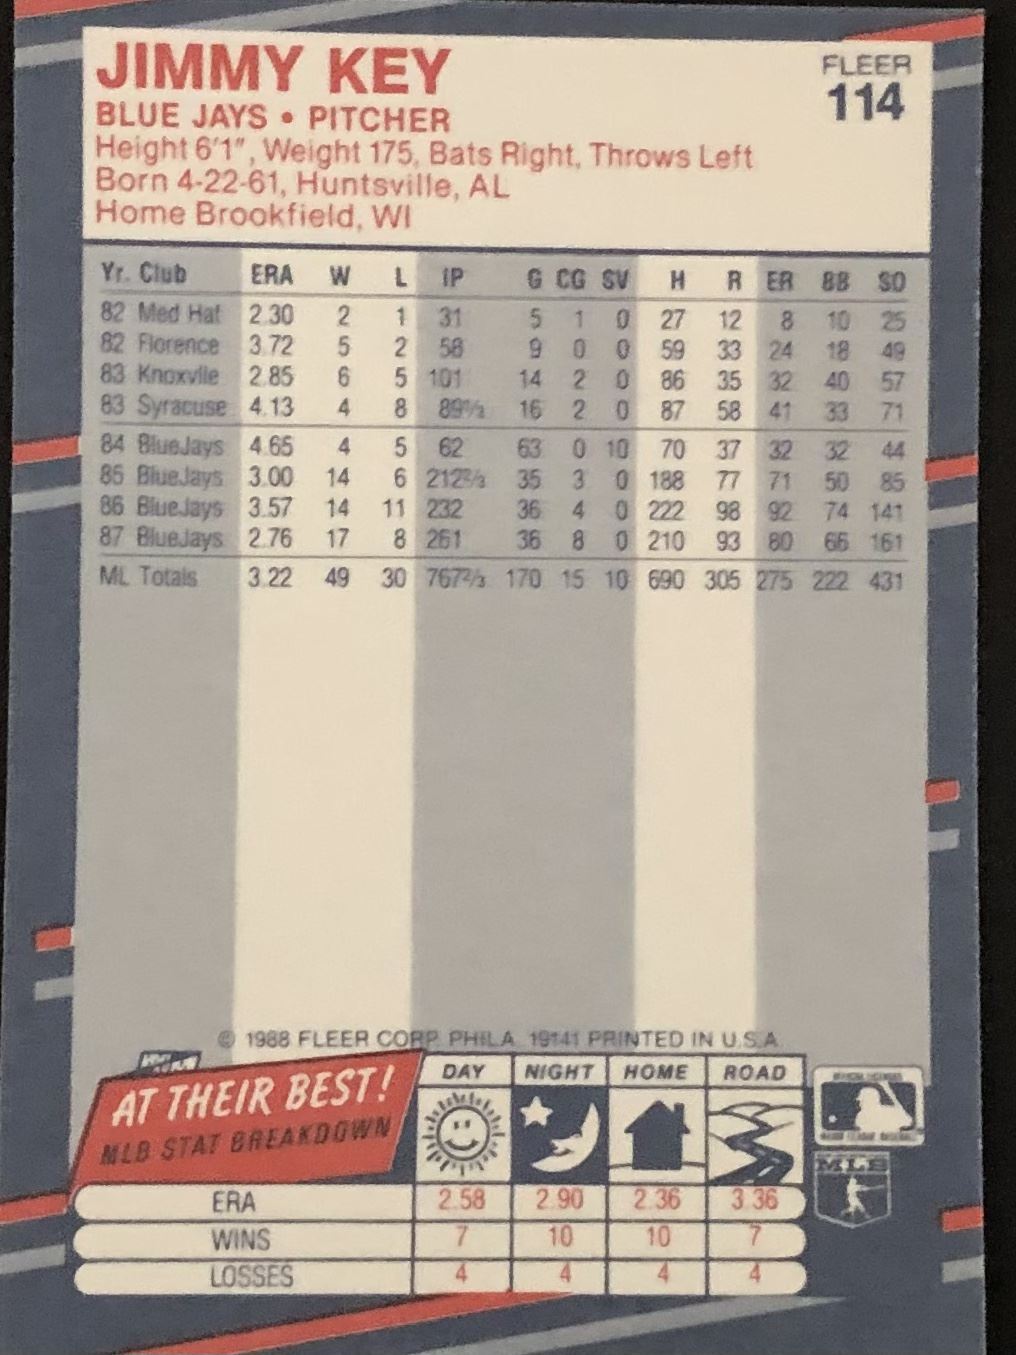 JIMMY KEY
FLEER
114
BLUE JAYS • PITCHER
Height 6'1", Weight 175, Bats Right, Throws Left
Born 4-22-61, Huntsville, AL
Home Brookfield, WI
Yr. Club ERA W L IP G CG SV H R ER BB SO
82 Med Hat 2.30 2 1 31 5 1 0 27 12 8 10 25
82 Florence 3.72 5 2 58 9 0 0 59 33 24 18 49
83 Knoxvlle 2.85 6 5 101 14 2 0 86 35 32 40 57
83 Syracuse 4.13 4 8 89⅓ 16 2 0 87 58 41 33 71
84 BlueJays 4.65 4 5 62 63 0 10 70 37 32 32 44
85 BlueJays 3.00 14 6 212⅔ 35 3 0 188 77 71 50 85
86 BlueJays 3.57 14 11 232 36 4 0 222 98 92 74 141
87 BlueJays 2.76 17 8 261 36 8 0 210 93 80 66 161
ML Totals 3.22 49 30 767⅔ 170 15 10 690 305 275 222 431
© 1988 FLEER CORP. PHILA. 19141 PRINTED IN U.S.A.
AT THEIR BEST!
MLB STAT BREAKDOWN
DAY NIGHT HOME ROAD
ERA 2.58 2.90 2.36 3.36
WINS 7 10 10 7
LOSSES 4 4 4 4
MAJOR LEAGUE BASEBALL
MLB